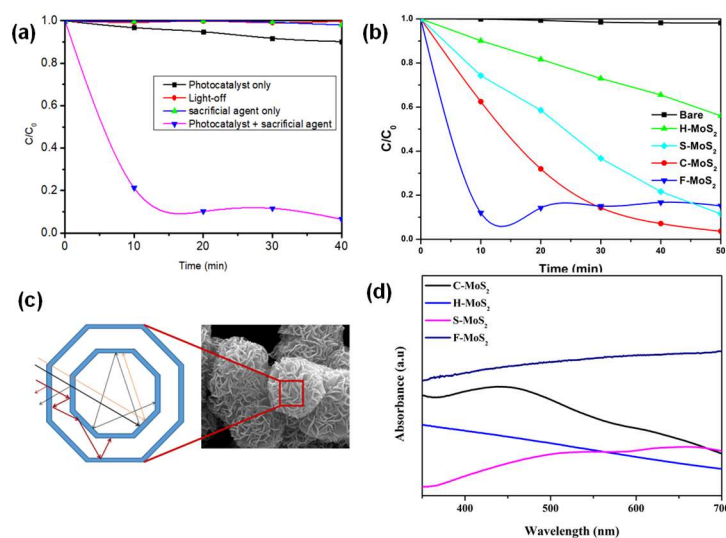 (a)
1.0
0.8
0.6
0.4
0.2
0.0
C/C₀
0 10 20 30 40
Time (min)
Photocatalyst only
Light-off
sacrificial agent only
Photocatalyst + sacrificial agent
(b)
1.0
0.8
0.6
0.4
0.2
0.0
C/C₀
0 10 20 30 40 50
Time (min)
Bare
H-MoS₂
S-MoS₂
C-MoS₂
F-MoS₂
(c)
(d)
C-MoS₂
H-MoS₂
S-MoS₂
F-MoS₂
Absorbance (a.u)
400 500 600 700
Wavelength (nm)